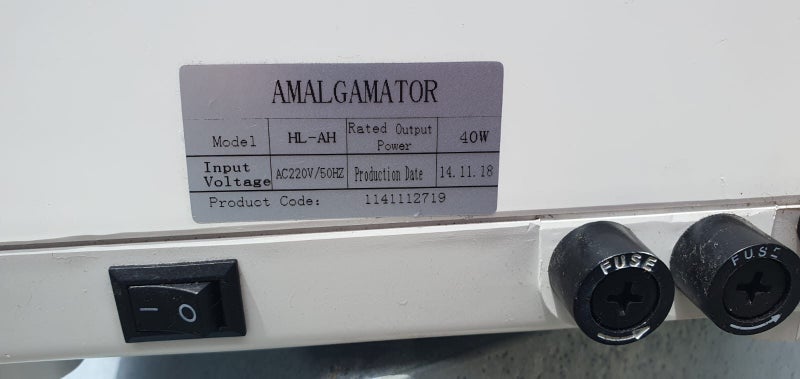 AMALGAMATOR
Model HL-AH Rated Output Power 40W
Input Voltage AC220V/50HZ Production Date 14.11.18
Product Code: 1141112719
I O
FUSE
FUSE